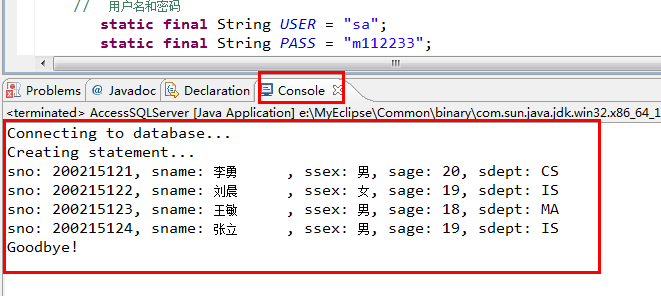 // 用户名和密码
static final String USER = "sa";
static final String PASS = "m112233";
Problems @ Javadoc Declaration Console
<terminated> AccessSQLServer [Java Application] e:\MyEclipse\Common\binary\com.sun.java.jdk.win32.x86_64_1
Connecting to database...
Creating statement...
sno: 200215121, sname: 李勇 , ssex: 男, sage: 20, sdept: CS
sno: 200215122, sname: 刘晨 , ssex: 女, sage: 19, sdept: IS
sno: 200215123, sname: 王敏 , ssex: 男, sage: 18, sdept: MA
sno: 200215124, sname: 张立 , ssex: 男, sage: 19, sdept: IS
Goodbye!